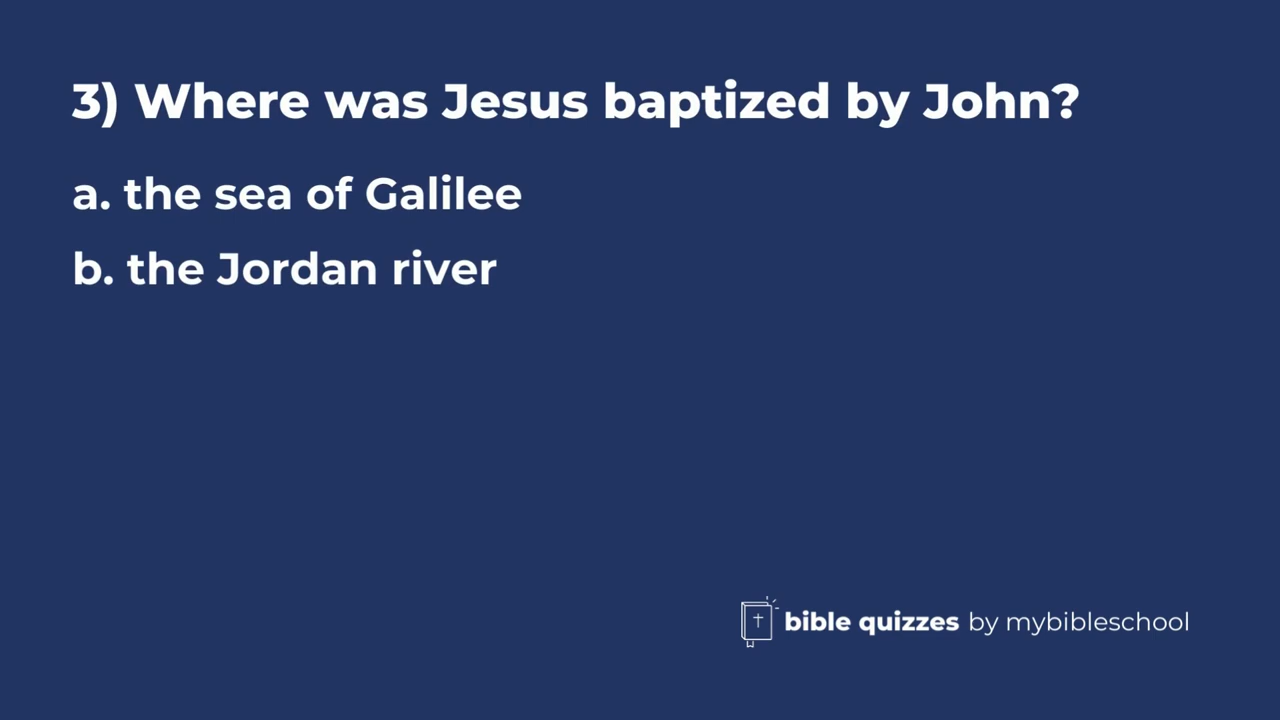 3) Where was Jesus baptized by John?
a. the sea of Galilee
b. the Jordan river
bible quizzes by mybibleschool